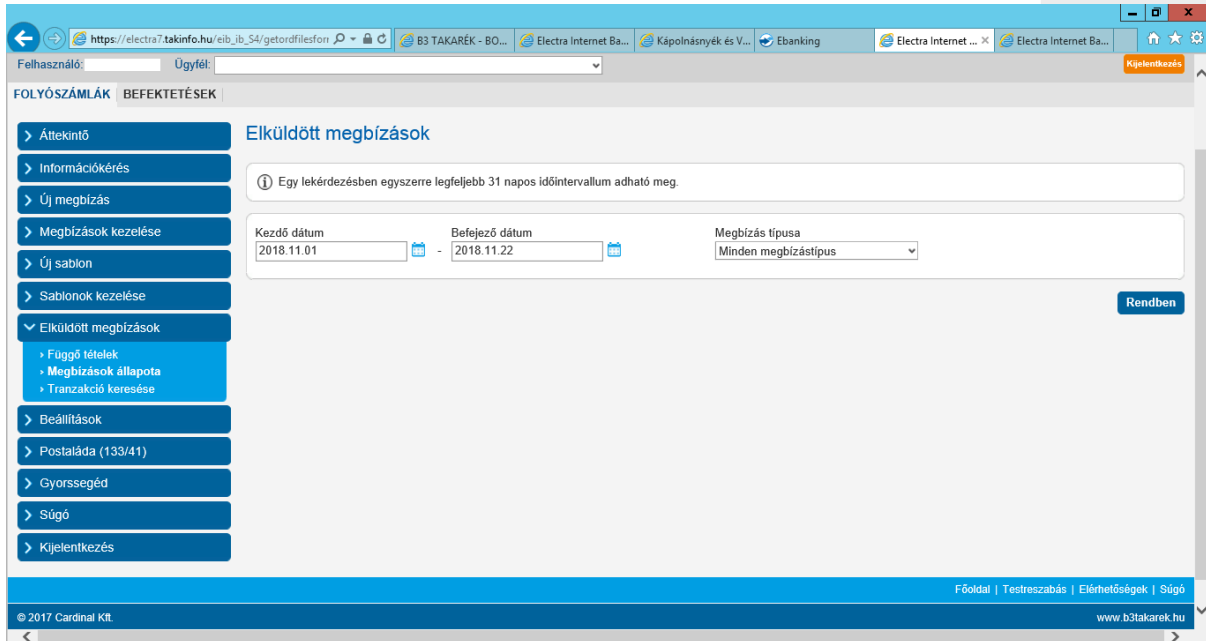 https://electra7.takinfo.hu/eib_ib_S4/getordfilesforr
B3 TAKARÉK - BO...
Electra Internet Ba...
Kápolnásnyék és V...
Ebanking
Electra Internet ...
Electra Internet Ba...
Felhasználó:
Ügyfél:
Kijelentkezés
FOLYÓSZÁMLÁK
BEFEKTETÉSEK
Áttekintő
Információkérés
Új megbízás
Megbízások kezelése
Új sablon
Sablonok kezelése
Elküldött megbízások
Függő tételek
Megbízások állapota
Tranzakció keresése
Beállítások
Postaláda (133/41)
Gyorssegéd
Súgó
Kijelentkezés
Elküldött megbízások
Egy lekérdezésben egyszerre legfeljebb 31 napos időintervallum adható meg.
Kezdő dátum
2018.11.01
-
Befejező dátum
2018.11.22
Megbízás típusa
Minden megbízástípus
Rendben
Főoldal | Testreszabás | Elérhetőségek | Súgó
© 2017 Cardinal Kft.
www.b3takarek.hu